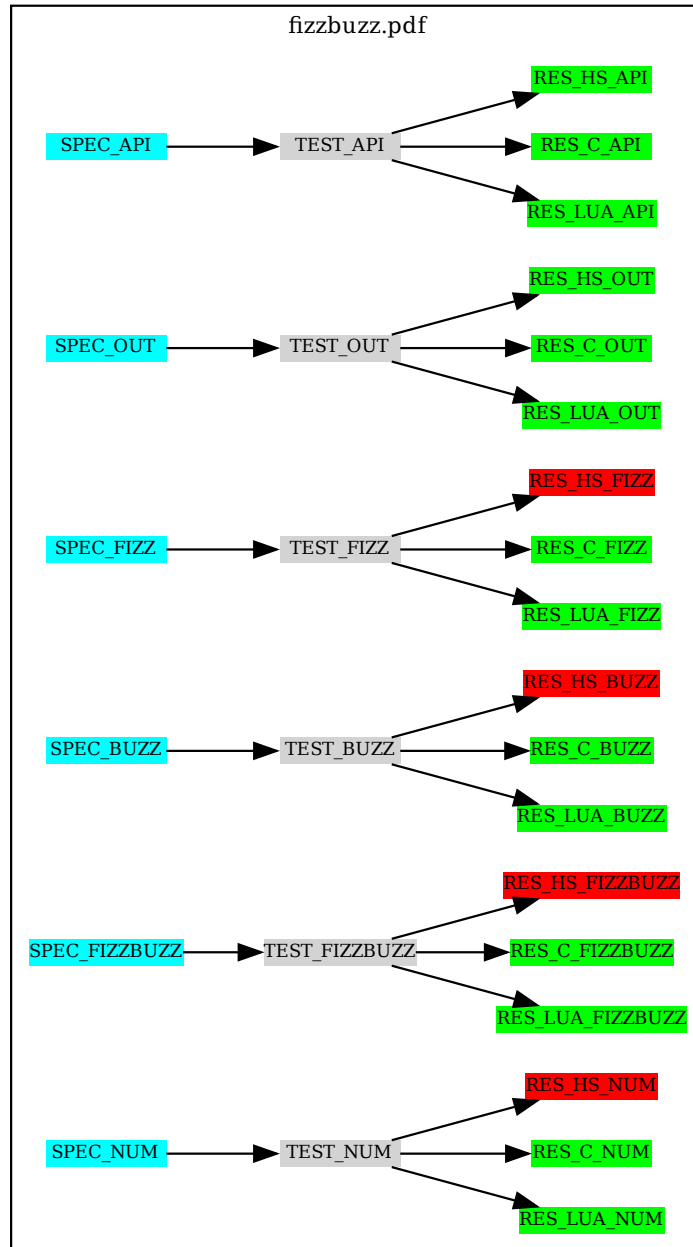 fizzbuzz.pdf
RES_HS_API
SPEC_API
TEST_API
RES_C_API
RES_LUA_API
RES_HS_OUT
SPEC_OUT
TEST_OUT
RES_C_OUT
RES_LUA_OUT
RES_HS_FIZZ
SPEC_FIZZ
TEST_FIZZ
RES_C_FIZZ
RES_LUA_FIZZ
RES_HS_BUZZ
SPEC_BUZZ
TEST_BUZZ
RES_C_BUZZ
RES_LUA_BUZZ
RES_HS_FIZZBUZZ
SPEC_FIZZBUZZ
TEST_FIZZBUZZ
RES_C_FIZZBUZZ
RES_LUA_FIZZBUZZ
RES_HS_NUM
SPEC_NUM
TEST_NUM
RES_C_NUM
RES_LUA_NUM